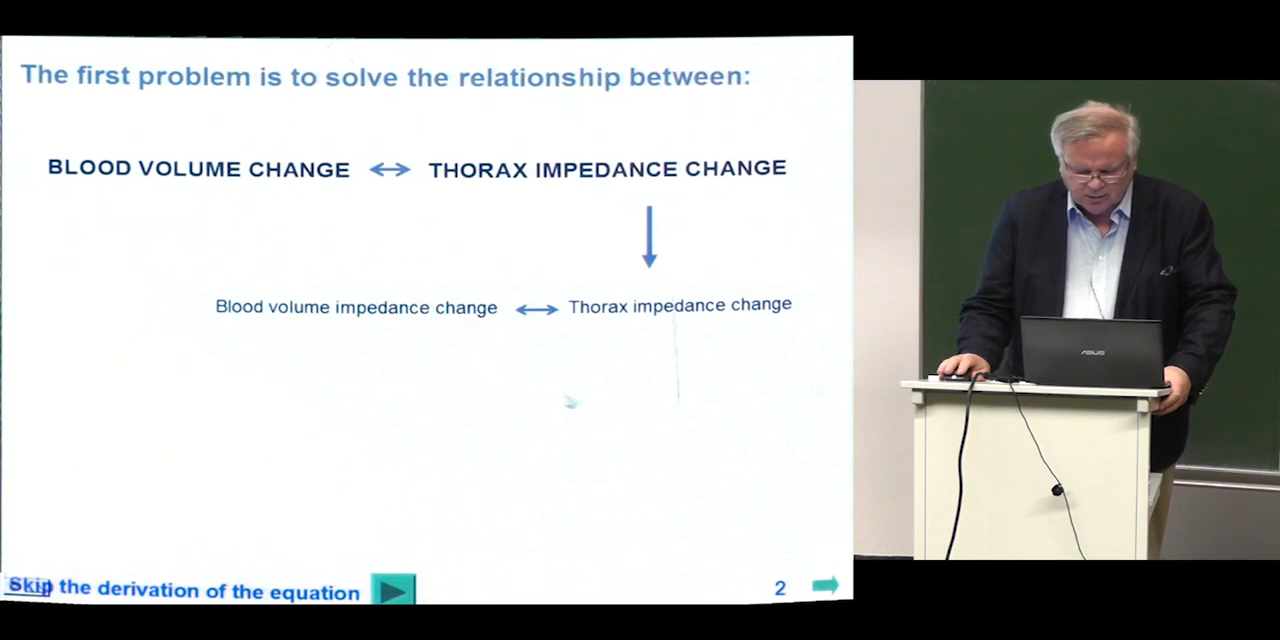 The first problem is to solve the relationship between:
BLOOD VOLUME CHANGE ↔ THORAX IMPEDANCE CHANGE
Blood volume impedance change ↔ Thorax impedance change
Skip the derivation of the equation
2
ASUS